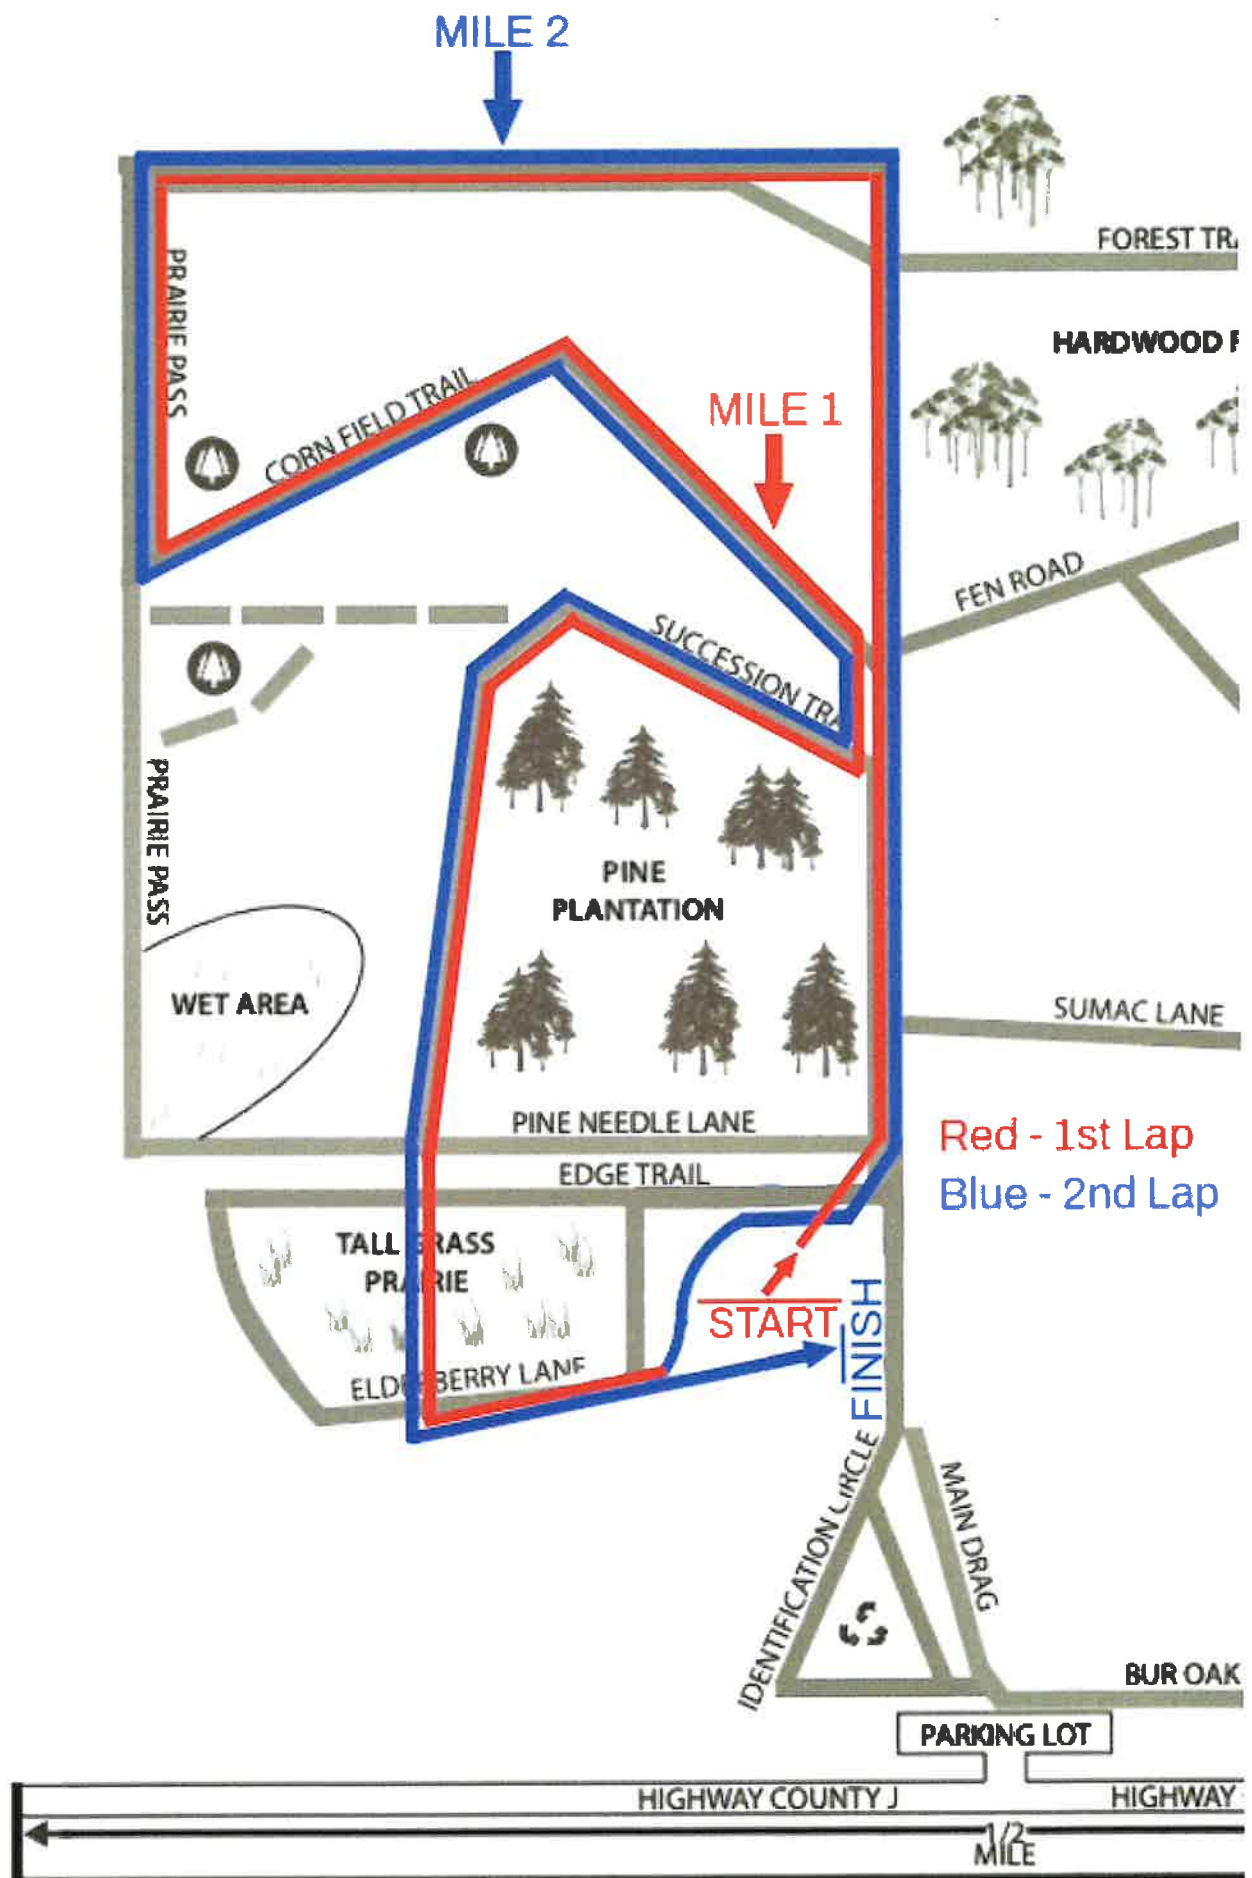 MILE 2
FOREST TR
HARDWOOD
PRAIRIE PASS
CORN FIELD TRAIL
MILE 1
FEN ROAD
SUCCESSION TRA
PRAIRIE PASS
PINE
PLANTATION
WET AREA
SUMAC LANE
PINE NEEDLE LANE
Red - 1st Lap
EDGE TRAIL
Blue - 2nd Lap
TALL GRASS
PRAIRIE
START
FINISH
ELDERBERRY LANE
IDENTIFICATION CIRCLE
MAIN DRAG
BUR OAK
PARKING LOT
HIGHWAY COUNTY J
HIGHWAY
1/2
MILE